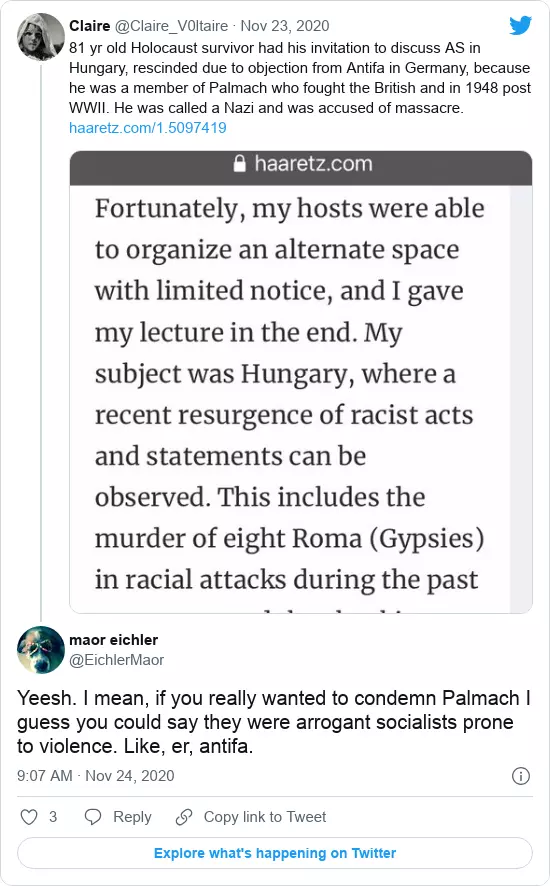 Claire @Claire_V0ltaire · Nov 23, 2020
81 yr old Holocaust survivor had his invitation to discuss AS in
Hungary, rescinded due to objection from Antifa in Germany, because
he was a member of Palmach who fought the British and in 1948 post
WWII. He was called a Nazi and was accused of massacre.
haaretz.com/1.5097419
haaretz.com
Fortunately, my hosts were able
to organize an alternate space
with limited notice, and I gave
my lecture in the end. My
subject was Hungary, where a
recent resurgence of racist acts
and statements can be
observed. This includes the
murder of eight Roma (Gypsies)
in racial attacks during the past
maor eichler
@EichlerMaor
Yeesh. I mean, if you really wanted to condemn Palmach I
guess you could say they were arrogant socialists prone
to violence. Like, er, antifa.
9:07 AM · Nov 24, 2020
3 Reply Copy link to Tweet
Explore what's happening on Twitter